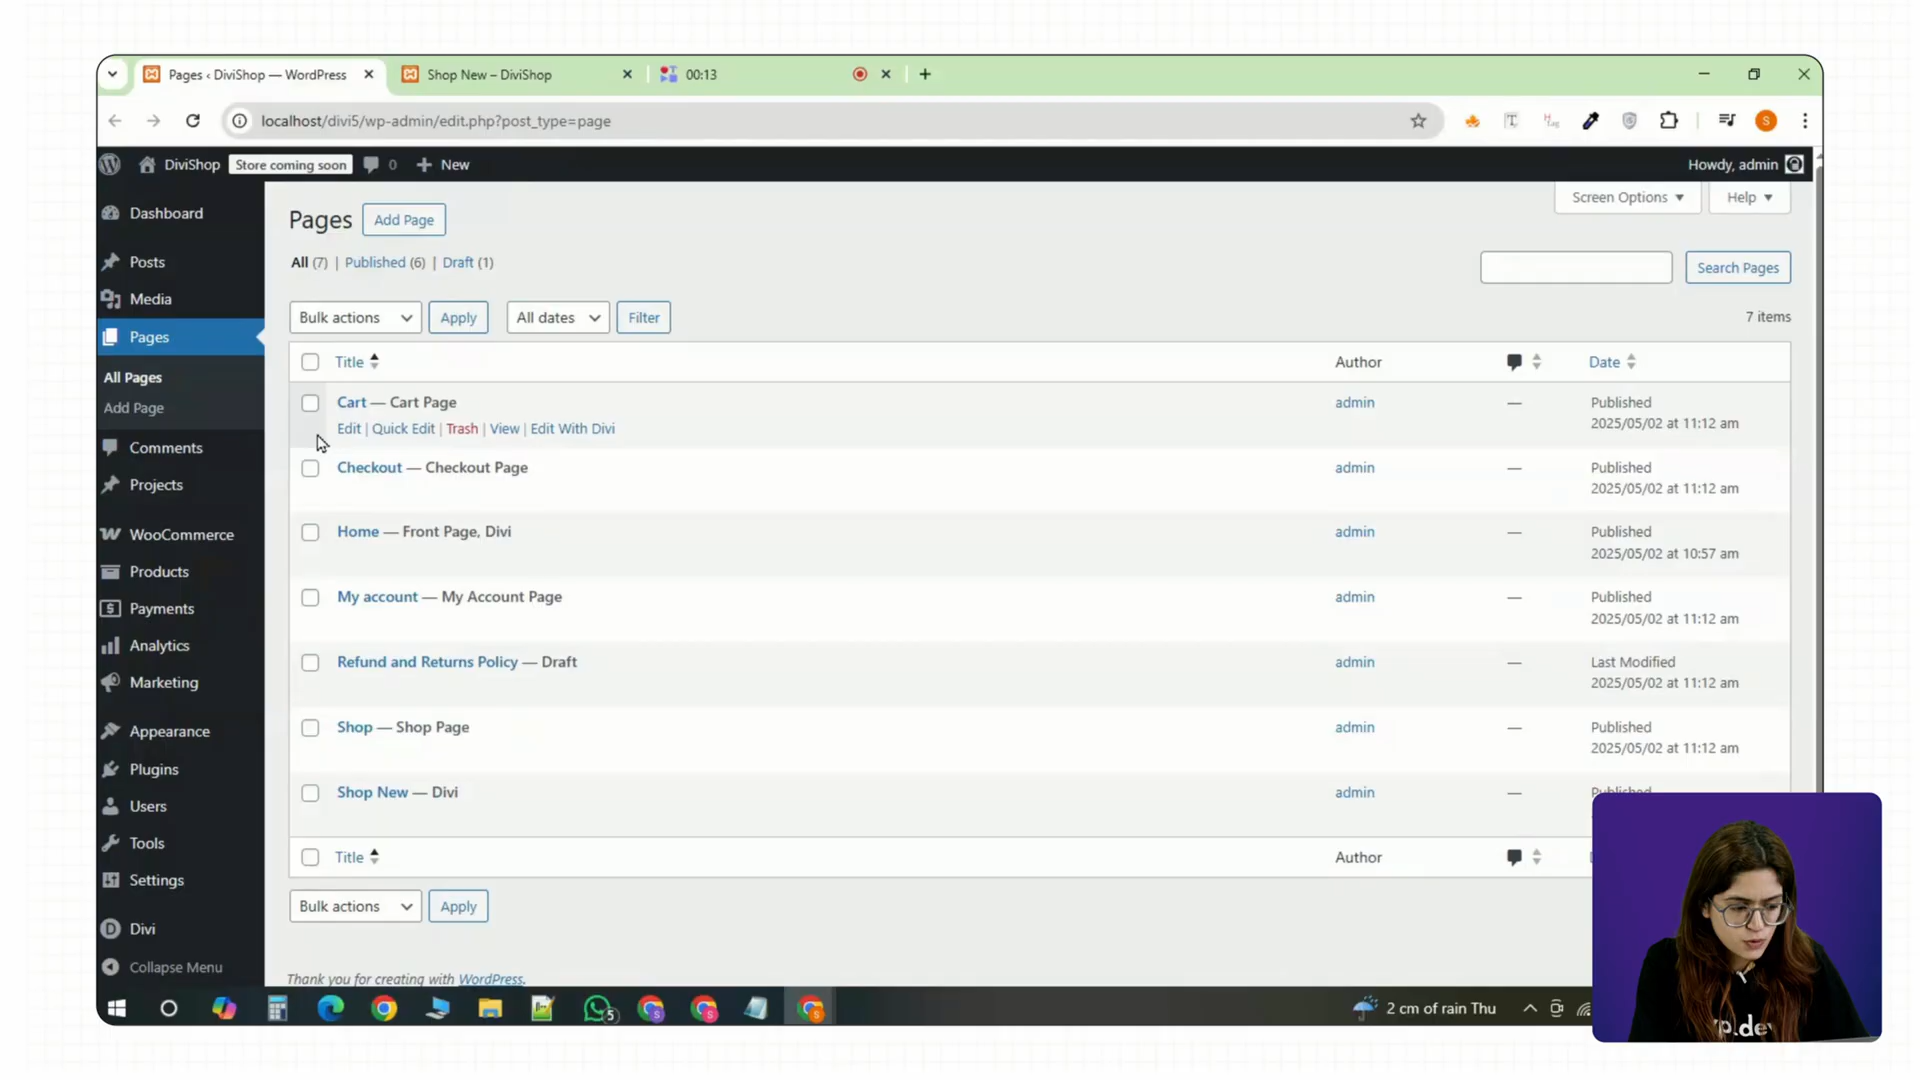 Pages ‹ DiviShop — WordPress
Shop New – DiviShop
00:13
localhost/divi5/wp-admin/edit.php?post_type=page
DiviShop
Store coming soon
0
New
Howdy, admin
Dashboard
Posts
Media
Pages
All Pages
Add Page
Comments
Projects
WooCommerce
Products
Payments
Analytics
Marketing
Appearance
Plugins
Users
Tools
Settings
Divi
Collapse Menu
Screen Options
Help
Pages
Add Page
All (7) | Published (6) | Draft (1)
Search Pages
Bulk actions
Apply
All dates
Filter
7 items
Title
Author
Date
Cart — Cart Page
admin
—
Published
2025/05/02 at 11:12 am
Edit | Quick Edit | Trash | View | Edit With Divi
Checkout — Checkout Page
admin
—
Published
2025/05/02 at 11:12 am
Home — Front Page, Divi
admin
—
Published
2025/05/02 at 10:57 am
My account — My Account Page
admin
—
Published
2025/05/02 at 11:12 am
Refund and Returns Policy — Draft
admin
—
Last Modified
2025/05/02 at 11:12 am
Shop — Shop Page
admin
—
Published
2025/05/02 at 11:12 am
Shop New — Divi
admin
—
Published
Title
Author
Bulk actions
Apply
Thank you for creating with WordPress.
5
2 cm of rain Thu